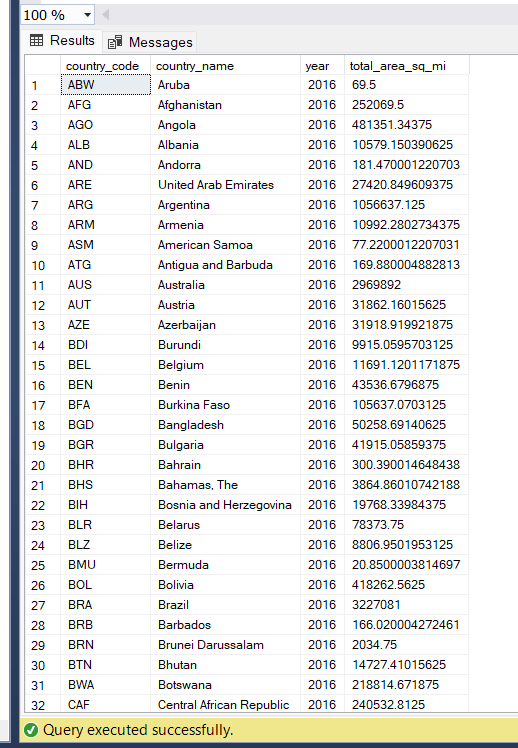 100 %
Results Messages
country_code country_name year total_area_sq_mi
1 ABW Aruba 2016 69.5
2 AFG Afghanistan 2016 252069.5
3 AGO Angola 2016 481351.34375
4 ALB Albania 2016 10579.150390625
5 AND Andorra 2016 181.470001220703
6 ARE United Arab Emirates 2016 27420.849609375
7 ARG Argentina 2016 1056637.125
8 ARM Armenia 2016 10992.2802734375
9 ASM American Samoa 2016 77.2200012207031
10 ATG Antigua and Barbuda 2016 169.880004882813
11 AUS Australia 2016 2969892
12 AUT Austria 2016 31862.16015625
13 AZE Azerbaijan 2016 31918.919921875
14 BDI Burundi 2016 9915.0595703125
15 BEL Belgium 2016 11691.1201171875
16 BEN Benin 2016 43536.6796875
17 BFA Burkina Faso 2016 105637.0703125
18 BGD Bangladesh 2016 50258.69140625
19 BGR Bulgaria 2016 41915.05859375
20 BHR Bahrain 2016 300.390014648438
21 BHS Bahamas, The 2016 3864.86010742188
22 BIH Bosnia and Herzegovina 2016 19768.33984375
23 BLR Belarus 2016 78373.75
24 BLZ Belize 2016 8806.9501953125
25 BMU Bermuda 2016 20.8500003814697
26 BOL Bolivia 2016 418262.5625
27 BRA Brazil 2016 3227081
28 BRB Barbados 2016 166.020004272461
29 BRN Brunei Darussalam 2016 2034.75
30 BTN Bhutan 2016 14727.41015625
31 BWA Botswana 2016 218814.671875
32 CAF Central African Republic 2016 240532.8125
Query executed successfully.